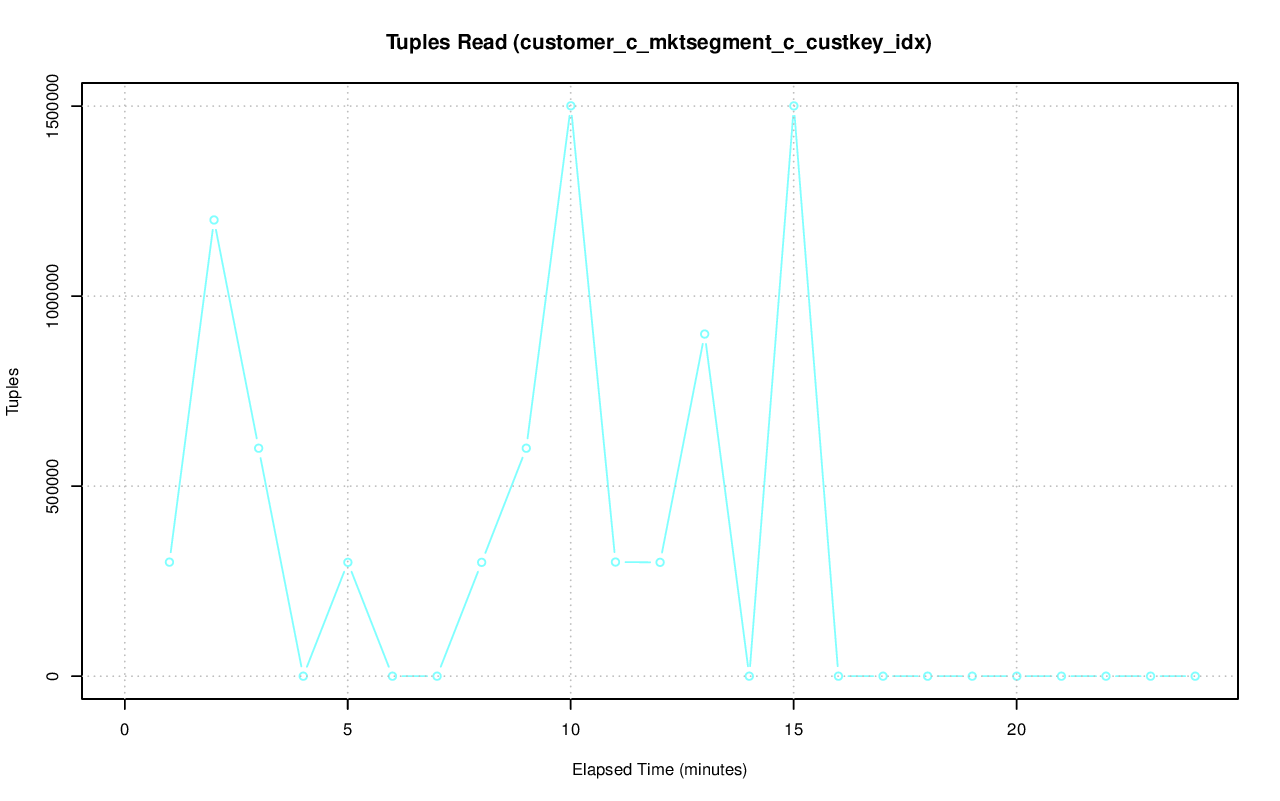 Tuples Read (customer_c_mktsegment_c_custkey_idx)
1500000
1000000
500000
0
Tuples
0 5 10 15 20
Elapsed Time (minutes)